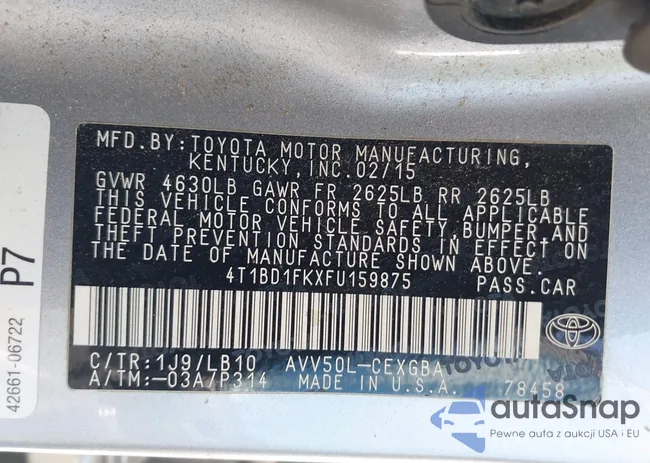 MFD. BY: TOYOTA MOTOR MANUFACTURING,
KENTUCKY, INC. 02/15
GVWR 4630LB GAWR FR 2625LB RR 2625LB
THIS VEHICLE CONFORMS TO ALL APPLICABLE
FEDERAL MOTOR VEHICLE SAFETY, BUMPER, AND
THEFT PREVENTION STANDARDS IN EFFECT ON
THE DATE OF MANUFACTURE SHOWN ABOVE.
4T1BD1FKXFU159875 PASS. CAR
C/TR: 1J9/LB10 AVV50L-CEXGBA
A/TM: -03A/P314 MADE IN U.S.A. 78458
42661-06722 P7
autoSnap
Pewne auta z aukcji USA i EU